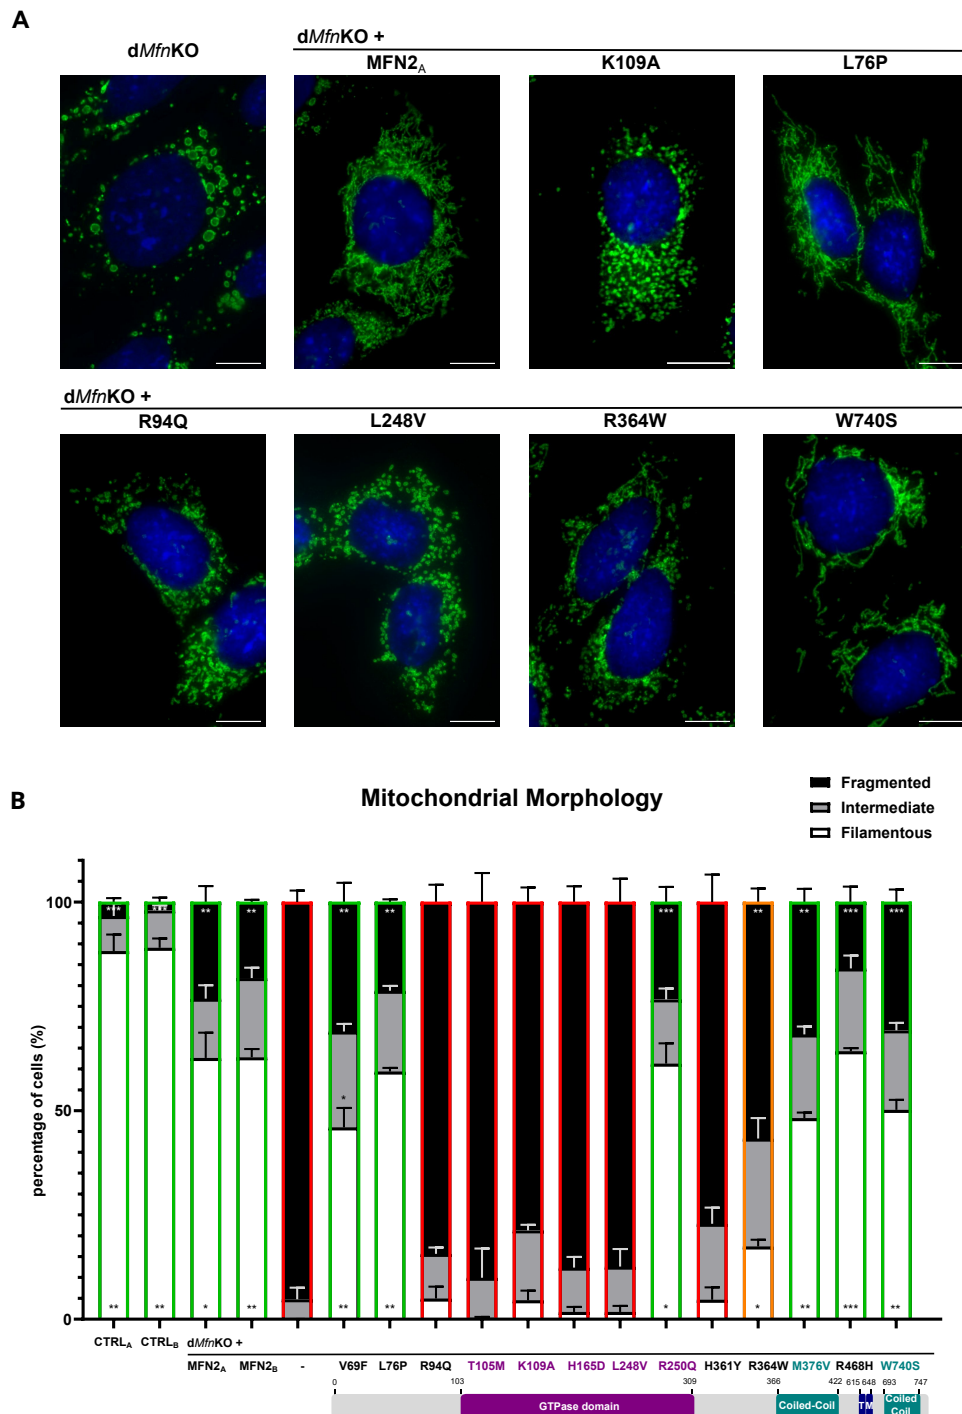 A
dMfnKO
dMfnKO +
MFN2A
K109A
L76P
dMfnKO +
R94Q
L248V
R364W
W740S
B
Mitochondrial Morphology
Fragmented
Intermediate
Filamentous
percentage of cells (%)
100
50
0
*** *** ** ** ** ** *** ** ** *** ***
*
** ** * ** ** ** * * ** *** **
CTRLA CTRLB dMfnKO +
MFN2A MFN2B - V69F L76P R94Q T105M K109A H165D L248V R250Q H361Y R364W M376V R468H W740S
0 103 309 366 422 615 648 693 747
GTPase domain Coiled-Coil TM Coiled Coil